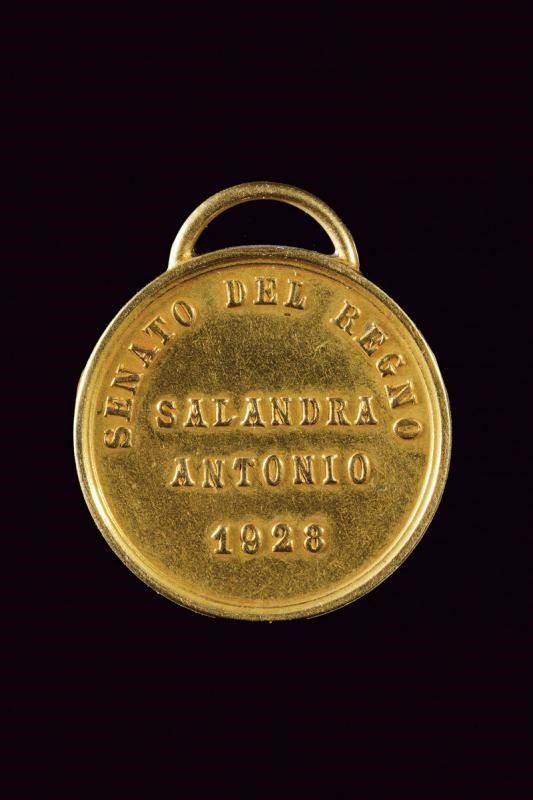 SENATO DEL REGNO
SALANDRA
ANTONIO
1928